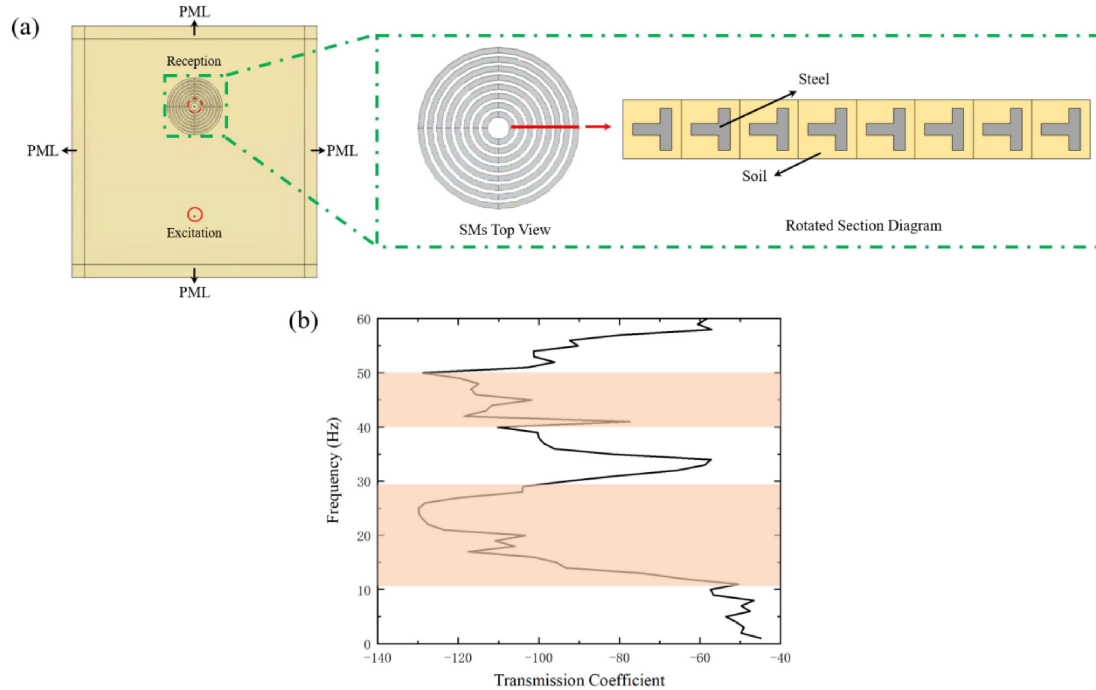 (a)
PML
Reception
PML
PML
Excitation
PML
SMs Top View
Steel
Soil
Rotated Section Diagram
(b)
60
50
40
30
20
10
0
Frequency (Hz)
-140
-120
-100
-80
-60
-40
Transmission Coefficient